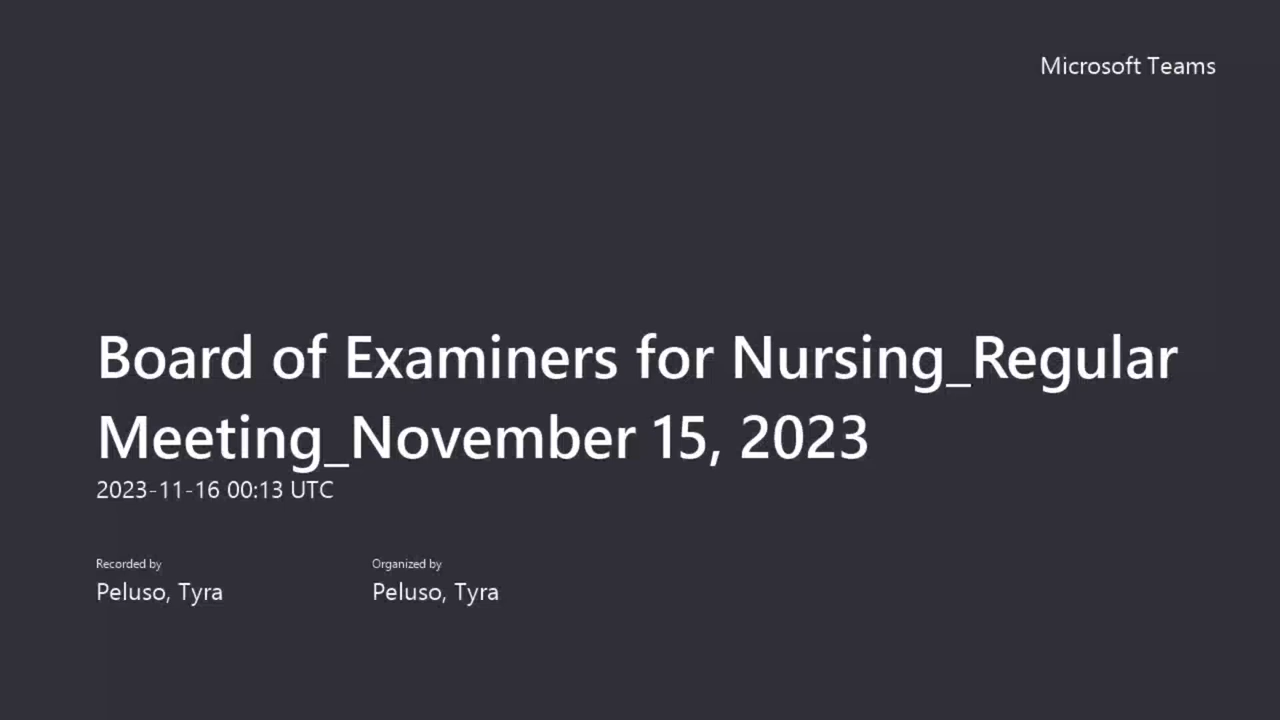 Microsoft Teams
Board of Examiners for Nursing_Regular
Meeting_November 15, 2023
2023-11-16 00:13 UTC
Recorded by
Organized by
Peluso, Tyra
Peluso, Tyra